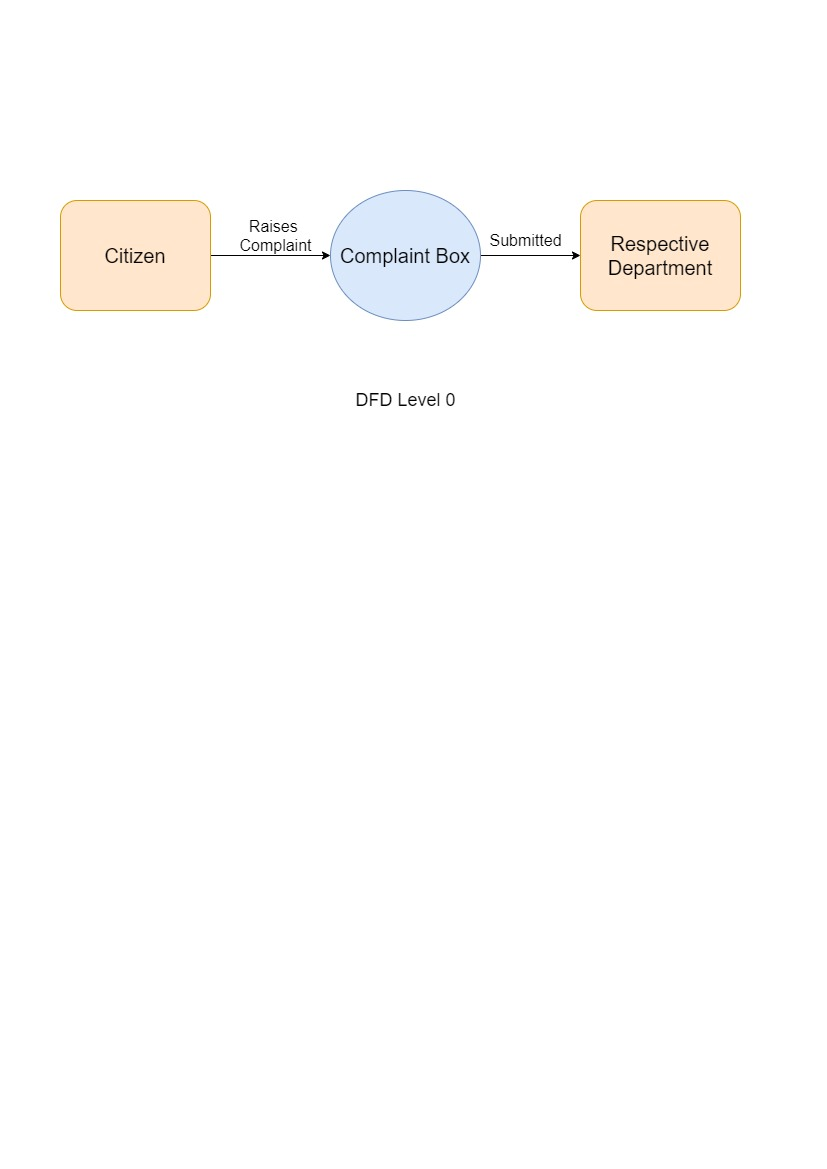 Citizen
Raises
Complaint
Complaint Box
Submitted
Respective
Department
DFD Level 0